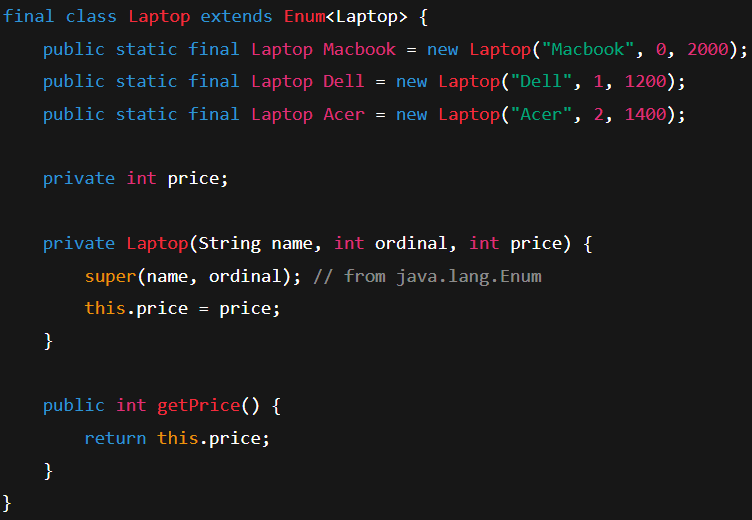 final class Laptop extends Enum<Laptop> {
    public static final Laptop Macbook = new Laptop("Macbook", 0, 2000);
    public static final Laptop Dell = new Laptop("Dell", 1, 1200);
    public static final Laptop Acer = new Laptop("Acer", 2, 1400);

    private int price;

    private Laptop(String name, int ordinal, int price) {
        super(name, ordinal); // from java.lang.Enum
        this.price = price;
    }

    public int getPrice() {
        return this.price;
    }
}